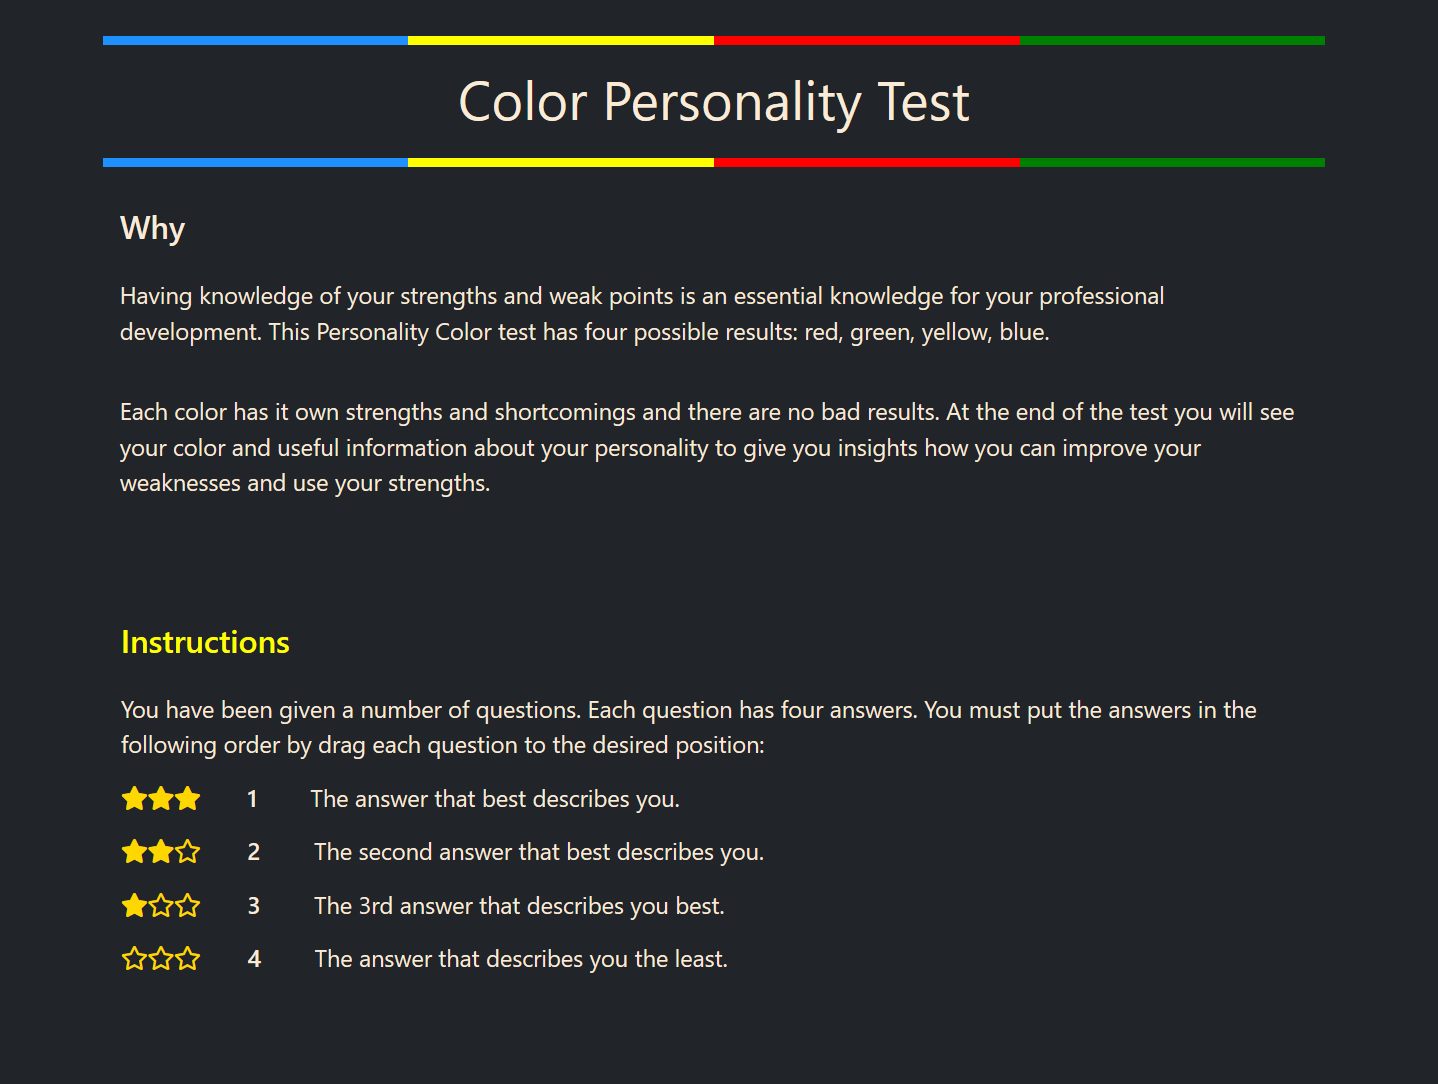 Color Personality Test
Why
Having knowledge of your strengths and weak points is an essential knowledge for your professional
development. This Personality Color test has four possible results: red, green, yellow, blue.
Each color has it own strengths and shortcomings and there are no bad results. At the end of the test you will see
your color and useful information about your personality to give you insights how you can improve your
weaknesses and use your strengths.
Instructions
You have been given a number of questions. Each question has four answers. You must put the answers in the
following order by drag each question to the desired position:
1 The answer that best describes you.
2 The second answer that best describes you.
3 The 3rd answer that describes you best.
4 The answer that describes you the least.